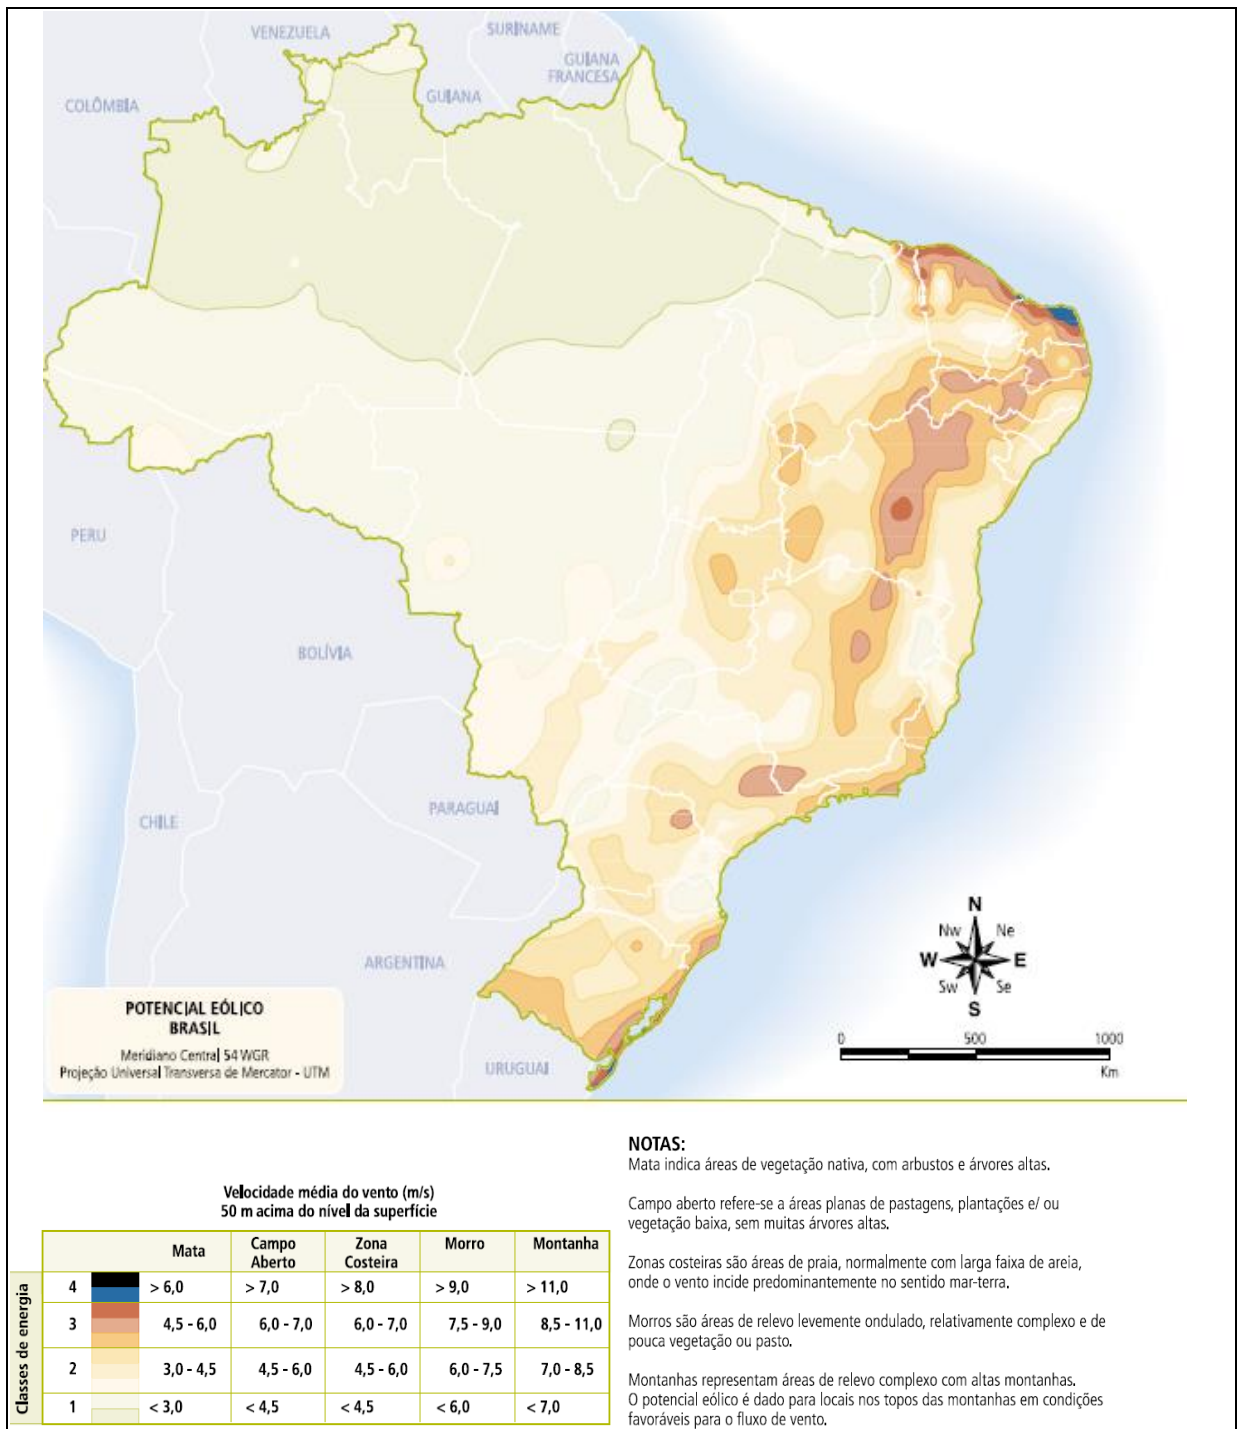 VENEZUELA
SURINAME
GUIANA
FRANCESA
COLÔMBIA
GUIANA
PERU
BOLÍVIA
PARAGUAI
CHILE
ARGENTINA
URUGUAI
N
Nw
Ne
W
E
Sw
Se
S
0
500
1000
Km
POTENCIAL EÓLICO
BRASIL
Meridiano Central 54 WGR
Projeção Universal Transversa de Mercator - UTM
Velocidade média do vento (m/s)
50 m acima do nível da superfície
Mata Campo Aberto Zona Costeira Morro Montanha
Classes de energia
4 > 6,0 > 7,0 > 8,0 > 9,0 > 11,0
3 4,5 - 6,0 6,0 - 7,0 6,0 - 7,0 7,5 - 9,0 8,5 - 11,0
2 3,0 - 4,5 4,5 - 6,0 4,5 - 6,0 6,0 - 7,5 7,0 - 8,5
1 < 3,0 < 4,5 < 4,5 < 6,0 < 7,0
NOTAS:
Mata indica áreas de vegetação nativa, com arbustos e árvores altas.
Campo aberto refere-se a áreas planas de pastagens, plantações e/ ou
vegetação baixa, sem muitas árvores altas.
Zonas costeiras são áreas de praia, normalmente com larga faixa de areia,
onde o vento incide predominantemente no sentido mar-terra.
Morros são áreas de relevo levemente ondulado, relativamente complexo e de
pouca vegetação ou pasto.
Montanhas representam áreas de relevo complexo com altas montanhas.
O potencial eólico é dado para locais nos topos das montanhas em condições
favoráveis para o fluxo de vento.